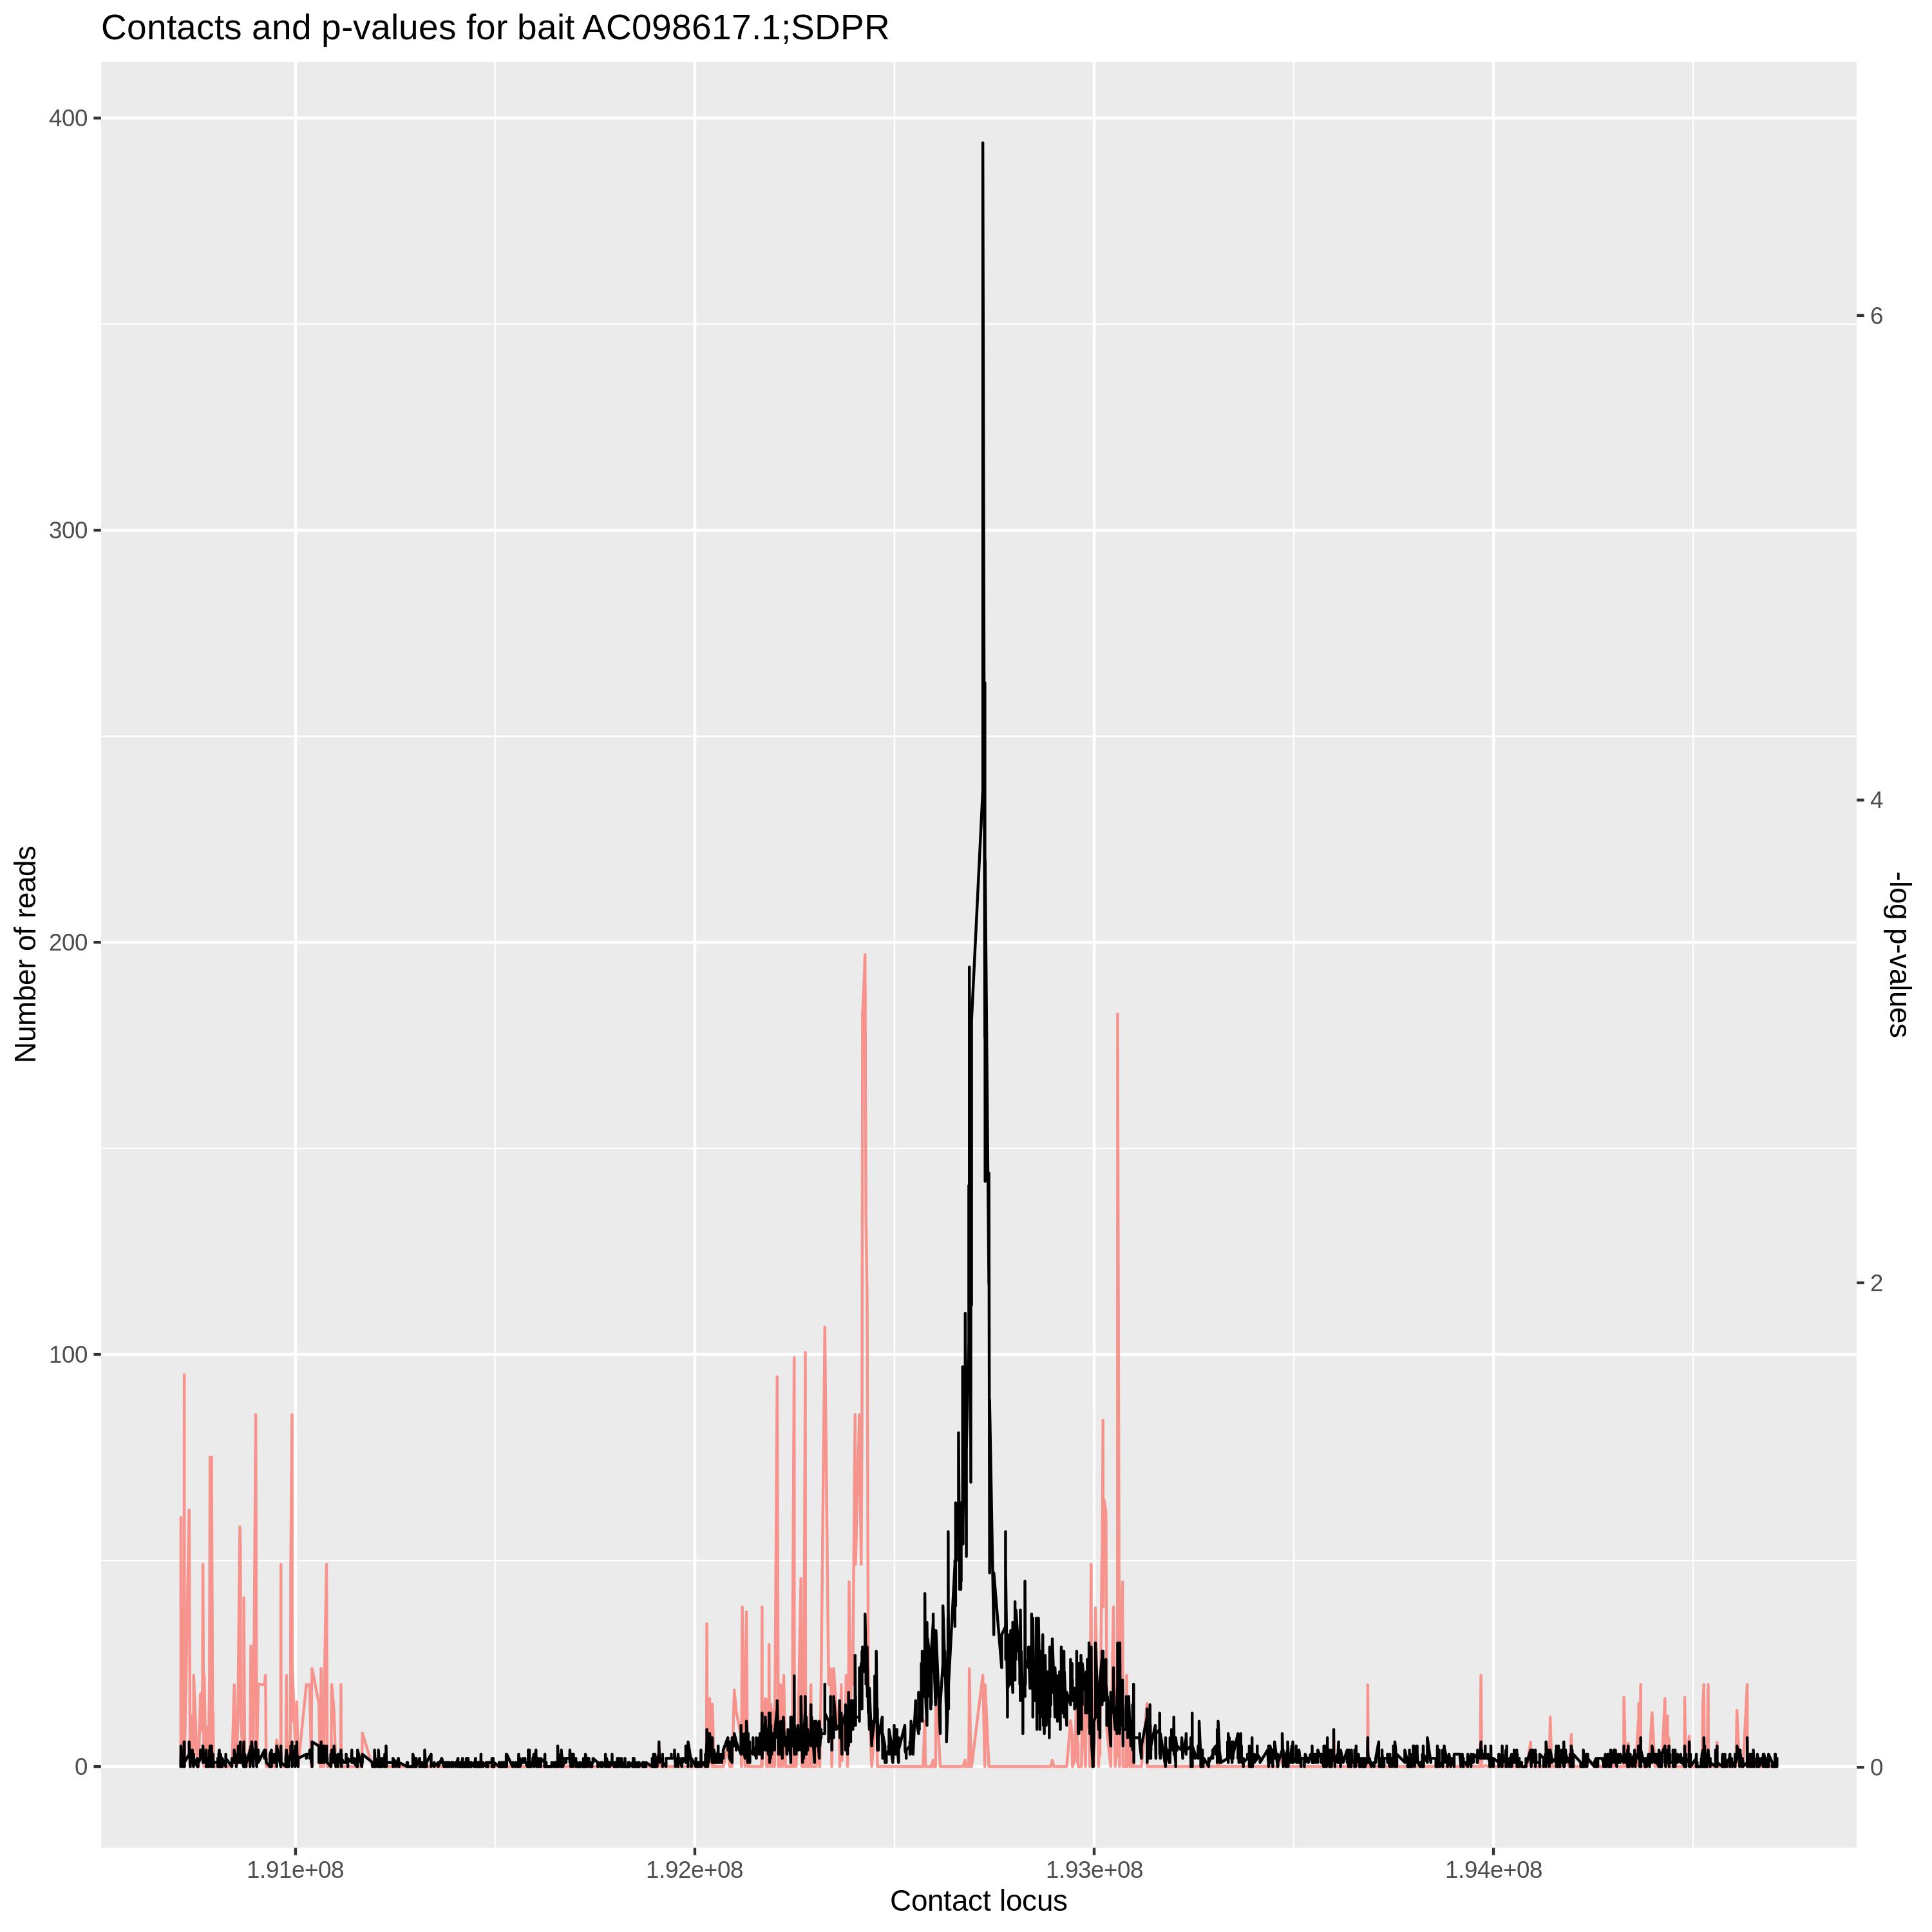 Contacts and p-values for bait AC098617.1;SDPR
400
300
200
100
0
Number of reads
6
4
2
0
-log p-values
1.91e+08
1.92e+08
1.93e+08
1.94e+08
Contact locus